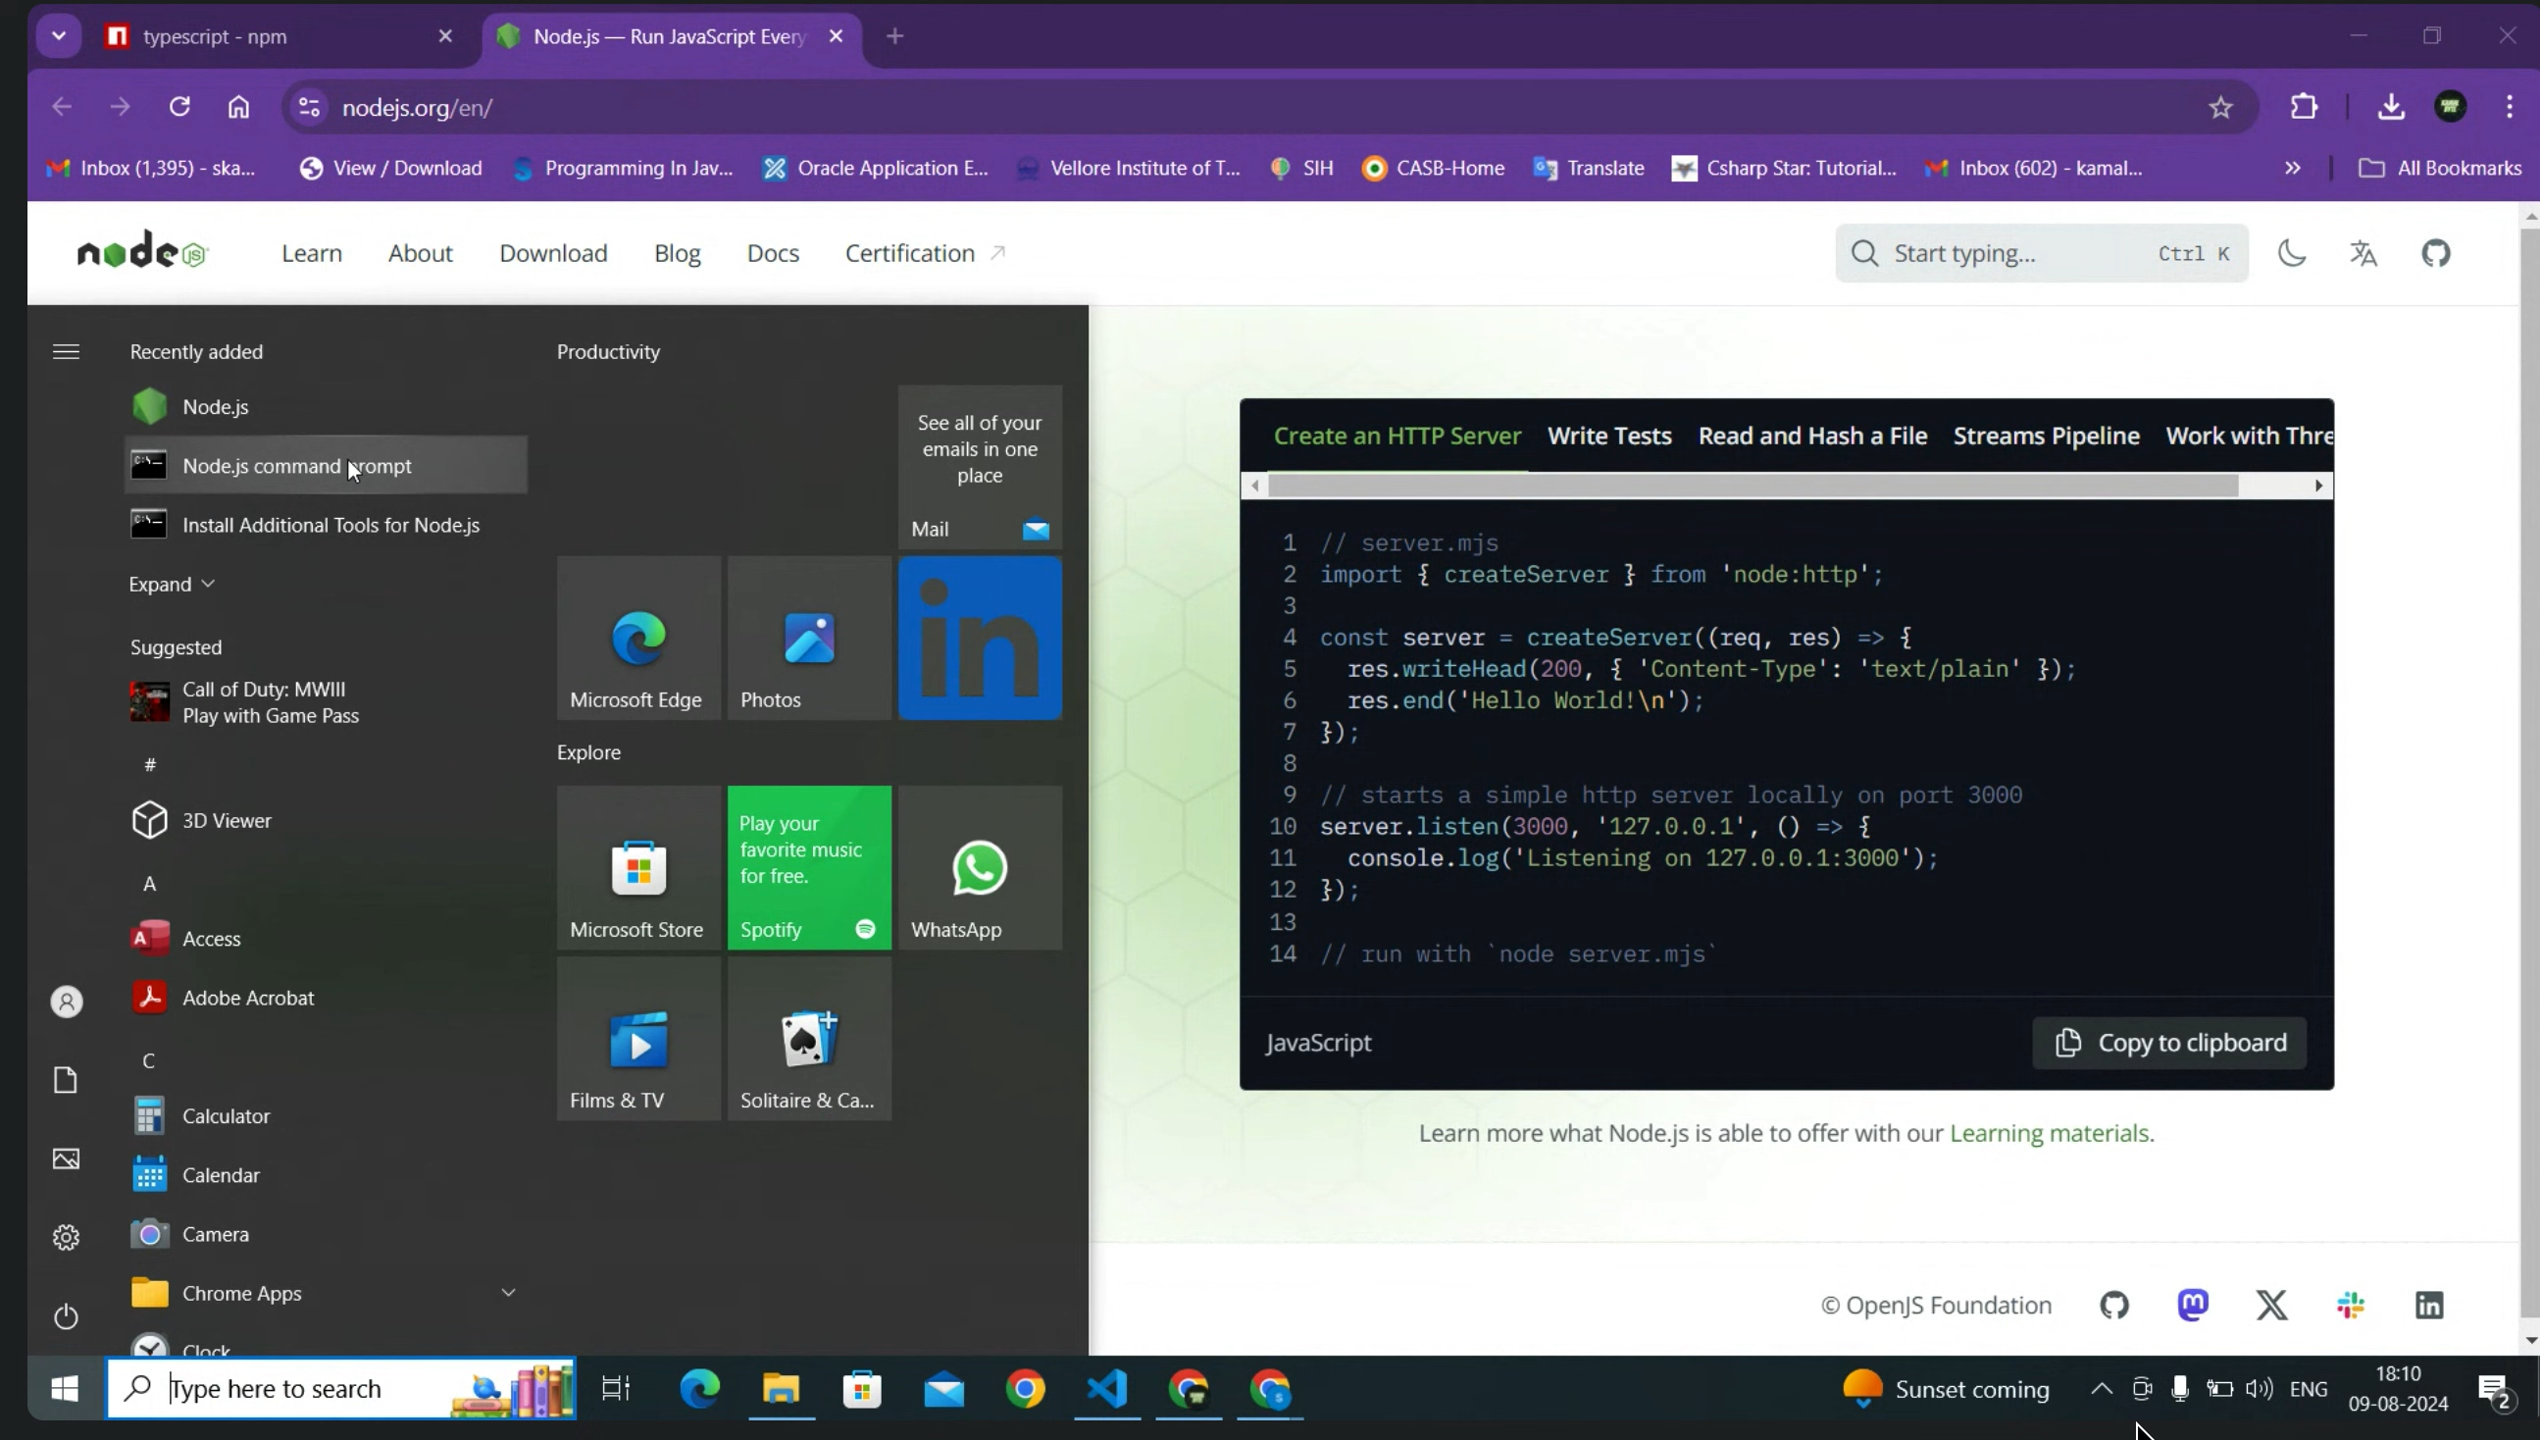 typescript - npm
Node.js — Run JavaScript Every
nodejs.org/en/
Inbox (1,395) - ska...
View / Download
Programming In Jav...
Oracle Application E...
Vellore Institute of T...
SIH
CASB-Home
Translate
Csharp Star: Tutorial...
Inbox (602) - kamal...
All Bookmarks
node JS
Learn
About
Download
Blog
Docs
Certification
Start typing...
Ctrl K
Recently added
Node.js
Node.js command prompt
Install Additional Tools for Node.js
Expand
Suggested
Call of Duty: MWIII
Play with Game Pass
#
3D Viewer
A
Access
Adobe Acrobat
C
Calculator
Calendar
Camera
Chrome Apps
Clock
Productivity
See all of your
emails in one
place
Mail
Microsoft Edge
Photos
in
Explore
Microsoft Store
Play your
favorite music
for free.
Spotify
WhatsApp
Films & TV
Solitaire & Ca...
Create an HTTP Server
Write Tests
Read and Hash a File
Streams Pipeline
Work with Thre
1 // server.mjs
2 import { createServer } from 'node:http';
3
4 const server = createServer((req, res) => {
5 res.writeHead(200, { 'Content-Type': 'text/plain' });
6 res.end('Hello World!\n');
7 });
8
9 // starts a simple http server locally on port 3000
10 server.listen(3000, '127.0.0.1', () => {
11 console.log('Listening on 127.0.0.1:3000');
12 });
13
14 // run with `node server.mjs`
JavaScript
Copy to clipboard
Learn more what Node.js is able to offer with our Learning materials.
© OpenJS Foundation
Type here to search
Sunset coming
ENG
18:10
09-08-2024
2